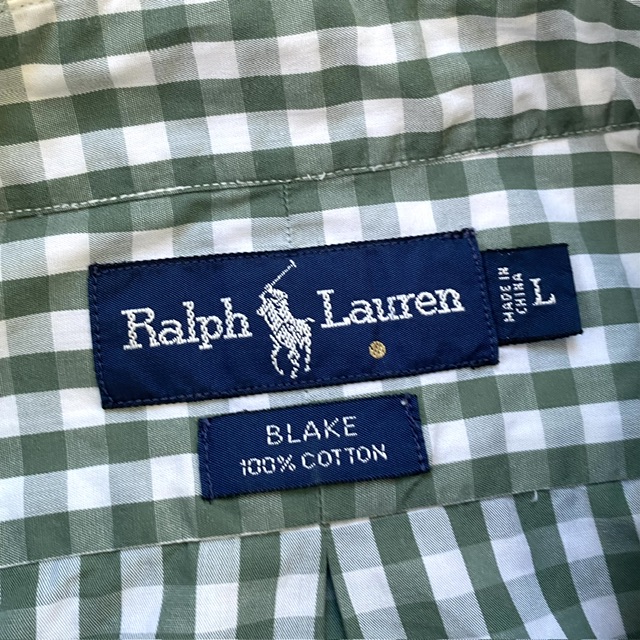 Ralph Lauren
MADE IN
CHINA
L
BLAKE
100% COTTON